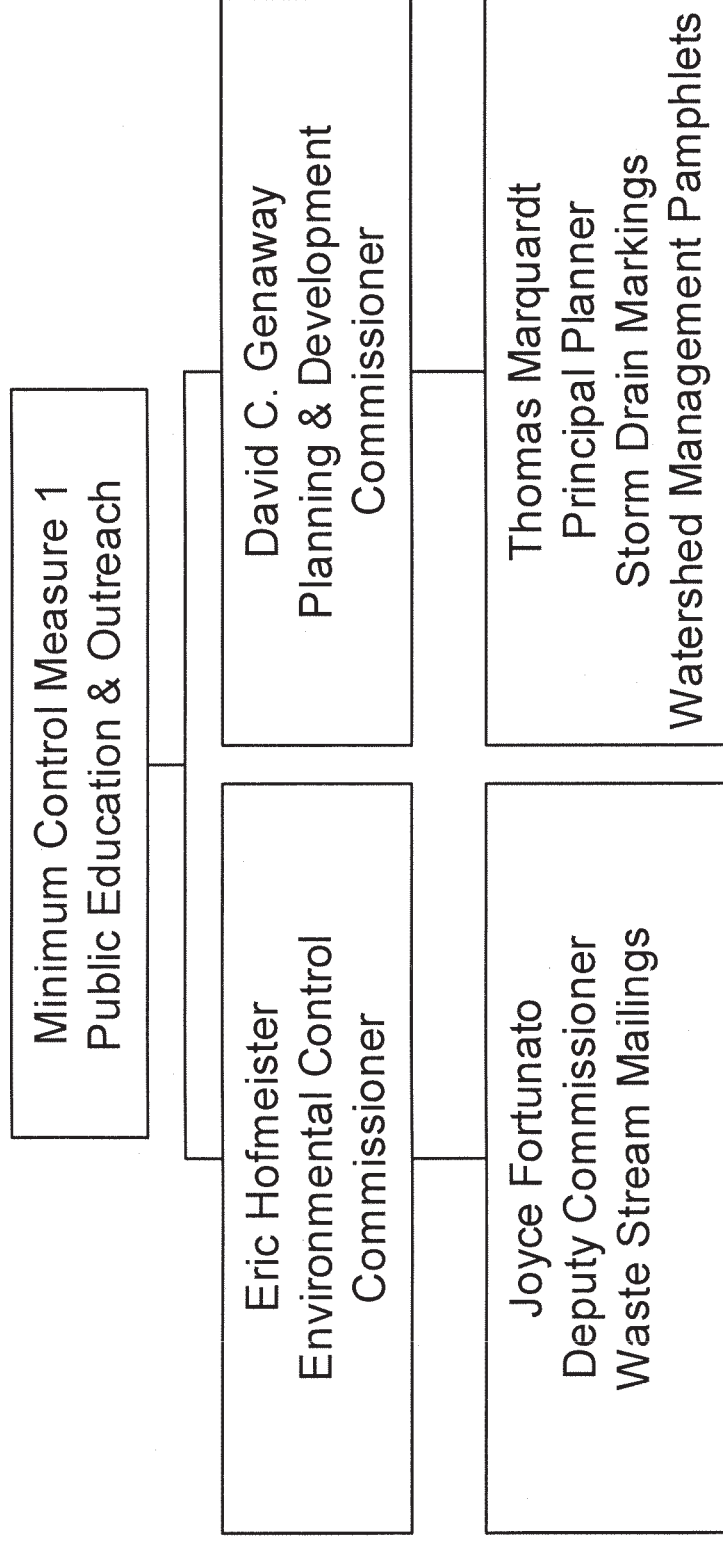 Minimum Control Measure 1
Public Education & Outreach
Eric Hofmeister
Environmental Control
Commissioner
David C. Genaway
Planning & Development
Commissioner
Joyce Fortunato
Deputy Commissioner
Waste Stream Mailings
Thomas Marquardt
Principal Planner
Storm Drain Markings
Watershed Management Pamphlets